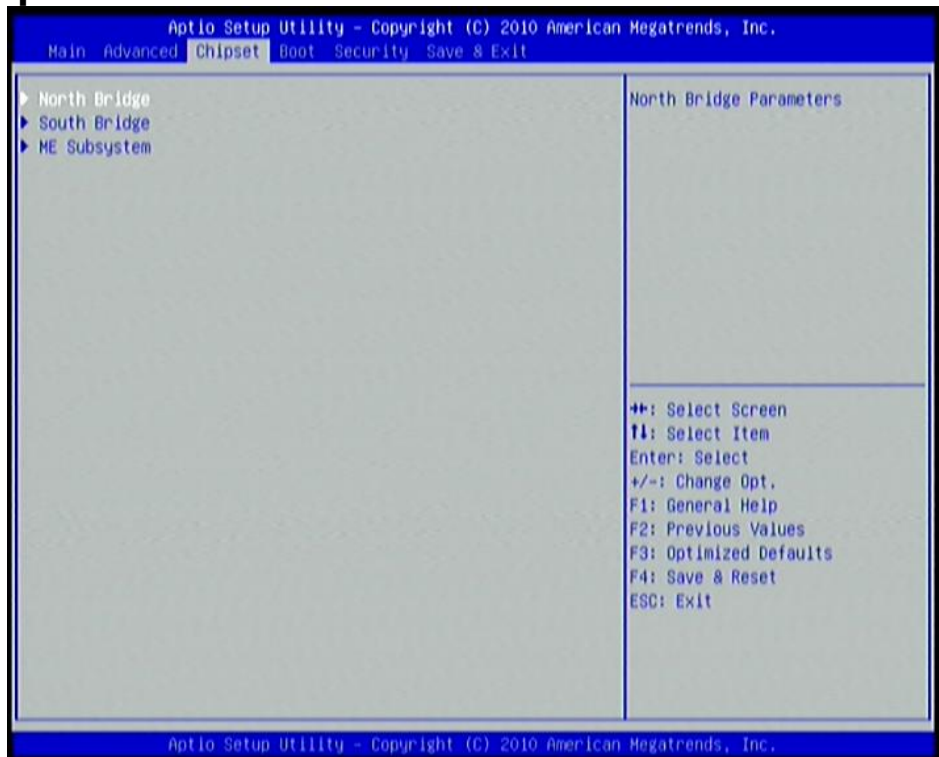 Aptio Setup Utility - Copyright (C) 2010 American Megatrends, Inc.
Main Advanced Chipset Boot Security Save & Exit
North Bridge
South Bridge
ME Subsystem
North Bridge Parameters
→←: Select Screen
↑↓: Select Item
Enter: Select
+/-: Change Opt.
F1: General Help
F2: Previous Values
F3: Optimized Defaults
F4: Save & Reset
ESC: Exit
Aptio Setup Utility - Copyright (C) 2010 American Megatrends, Inc.